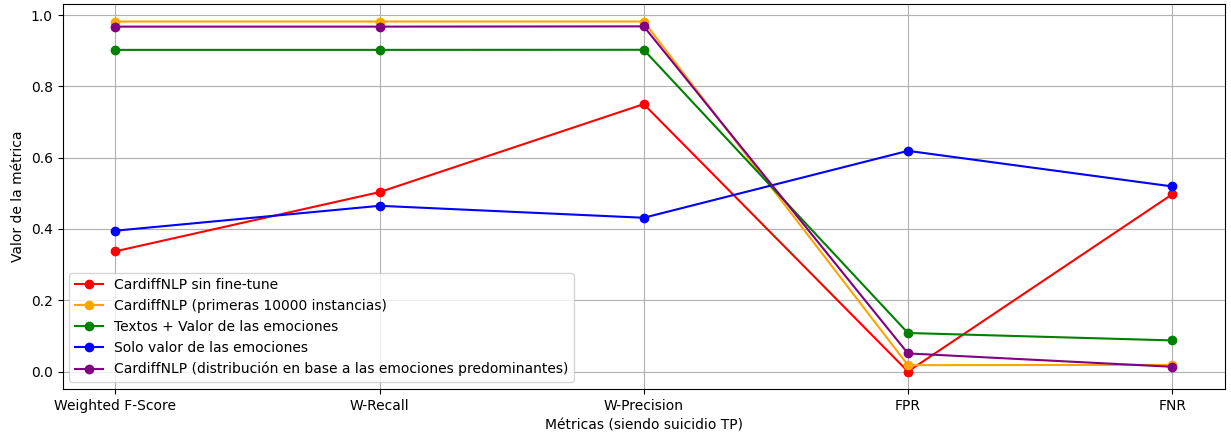 1.0
0.8
0.6
0.4
0.2
0.0
Valor de la métrica
CardiffNLP sin fine-tune
CardiffNLP (primeras 10000 instancias)
Textos + Valor de las emociones
Solo valor de las emociones
CardiffNLP (distribución en base a las emociones predominantes)
Weighted F-Score
W-Recall
W-Precision
FPR
FNR
Métricas (siendo suicidio TP)